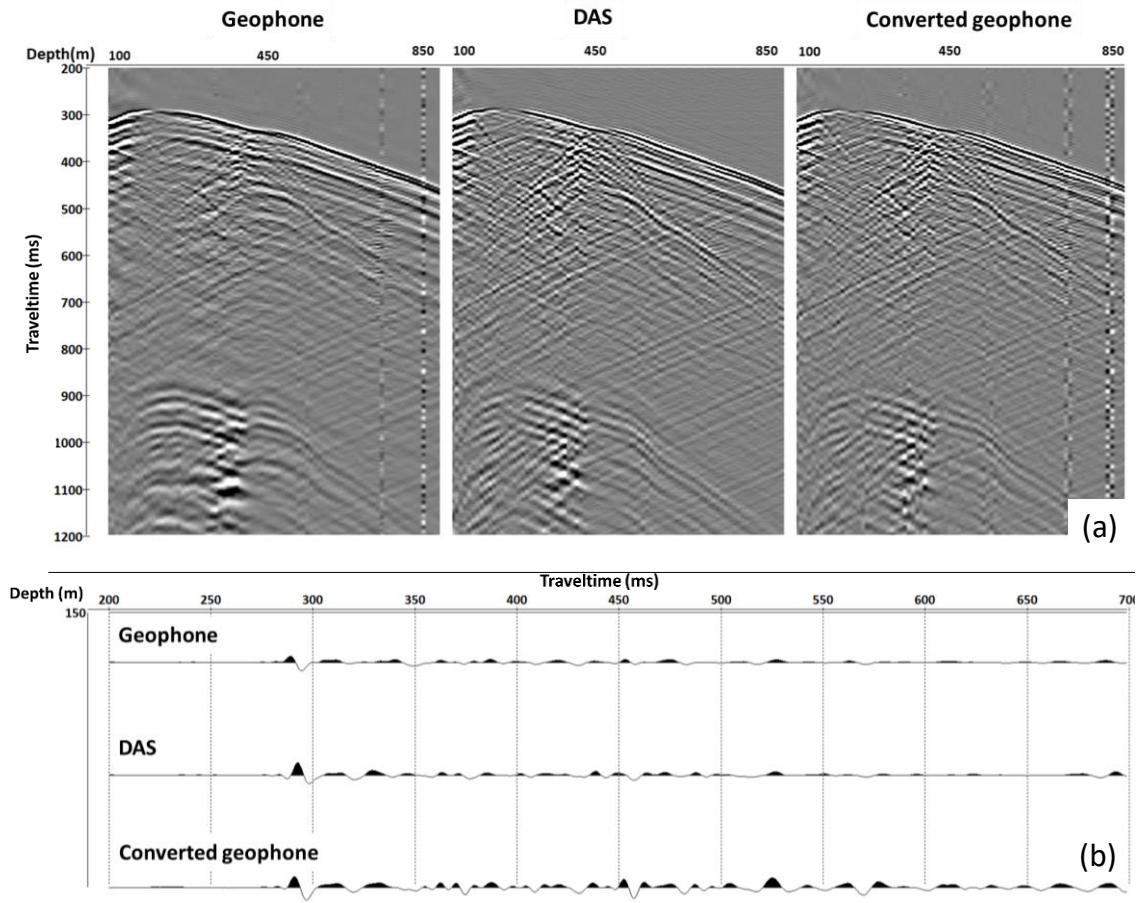 Geophone DAS Converted geophone
Depth(m) 100 450 850 100 450 850 100 450 850
200
300
400
500
600
700
800
900
1000
1100
1200
Traveltime (ms)
(a)
Traveltime (ms)
Depth (m) 200 250 300 350 400 450 500 550 600 650 700
150
Geophone
DAS
Converted geophone
(b)